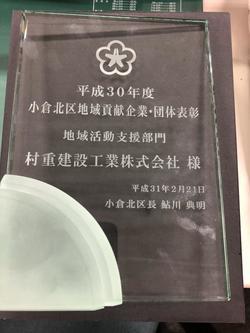 平成30年度
小倉北区地域貢献企業・団体表彰
地域活動支援部門
村重建設工業株式会社 様
平成31年2月21日
小倉北区長 鮎川 典明